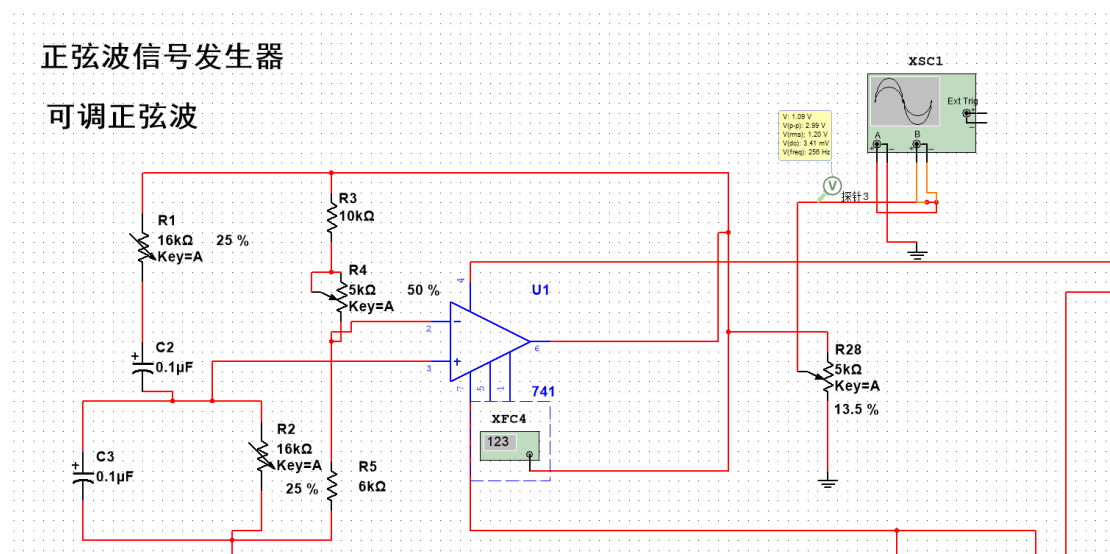 正弦波信号发生器
可调正弦波
XSC1
Ext Trig
+
−
A
B
+ − + −
V: 1.09 V
V(p-p): 2.99 V
V(rms): 1.20 V
V(dc): 3.41 mV
V(freq): 256 Hz
V
探针3
R1
16kΩ 25 %
Key=A
R3
10kΩ
R4
5kΩ 50 %
Key=A
U1
4
2
3
6
7
5
1
741
C2
0.1µF
R28
5kΩ
Key=A
13.5 %
XFC4
123
C3
0.1µF
R2
16kΩ
Key=A
25 %
R5
6kΩ